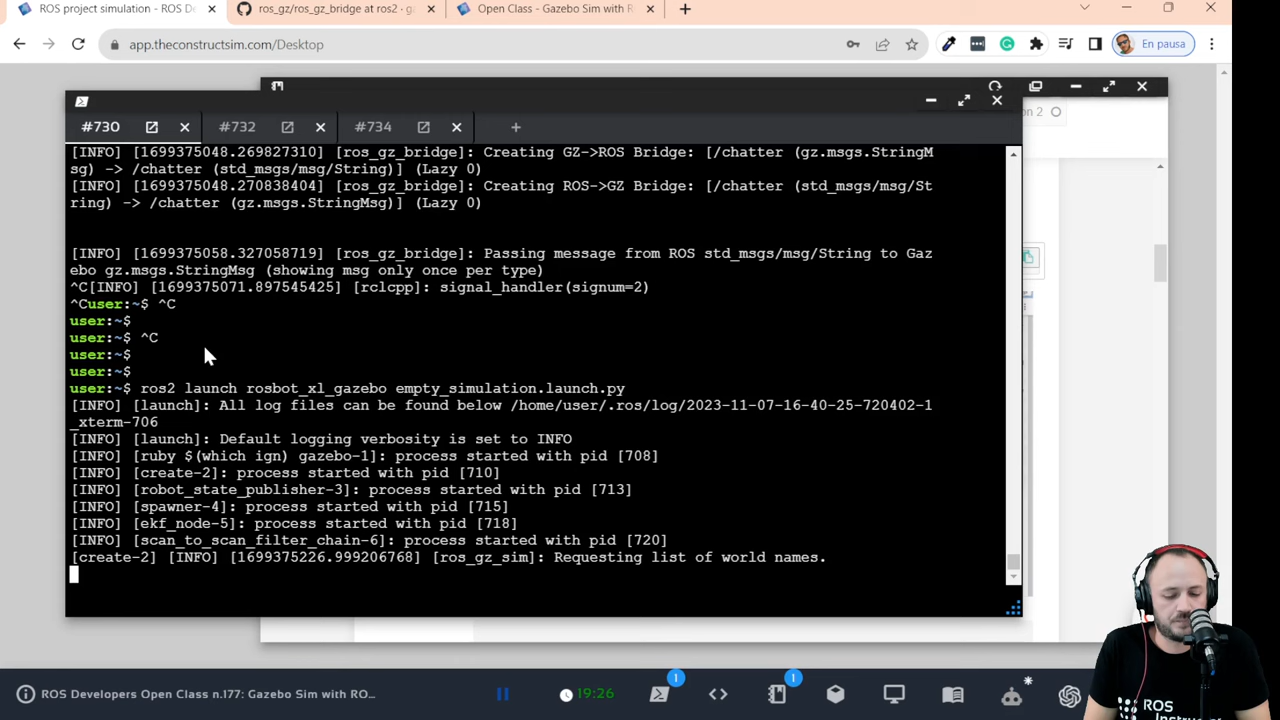 ROS project simulation - ROS De
ros_gz/ros_gz_bridge at ros2 · g
Open Class - Gazebo Sim with R
app.theconstructsim.com/Desktop
En pausa
on 2
#730
#732
#734
[INFO] [1699375048.269827310] [ros_gz_bridge]: Creating GZ->ROS Bridge: [/chatter (gz.msgs.StringM
sg) -> /chatter (std_msgs/msg/String)] (Lazy 0)
[INFO] [1699375048.270838404] [ros_gz_bridge]: Creating ROS->GZ Bridge: [/chatter (std_msgs/msg/St
ring) -> /chatter (gz.msgs.StringMsg)] (Lazy 0)
[INFO] [1699375058.327058719] [ros_gz_bridge]: Passing message from ROS std_msgs/msg/String to Gaz
ebo gz.msgs.StringMsg (showing msg only once per type)
^C[INFO] [1699375071.897545425] [rclcpp]: signal_handler(signum=2)
^Cuser:~$ ^C
user:~$
user:~$ ^C
user:~$
user:~$
user:~$ ros2 launch rosbot_xl_gazebo empty_simulation.launch.py
[INFO] [launch]: All log files can be found below /home/user/.ros/log/2023-11-07-16-40-25-720402-1
_xterm-706
[INFO] [launch]: Default logging verbosity is set to INFO
[INFO] [ruby $(which ign) gazebo-1]: process started with pid [708]
[INFO] [create-2]: process started with pid [710]
[INFO] [robot_state_publisher-3]: process started with pid [713]
[INFO] [spawner-4]: process started with pid [715]
[INFO] [ekf_node-5]: process started with pid [718]
[INFO] [scan_to_scan_filter_chain-6]: process started with pid [720]
[create-2] [INFO] [1699375226.999206768] [ros_gz_sim]: Requesting list of world names.
ROS Developers Open Class n.177: Gazebo Sim with RO...
19:26
1
1
ROS